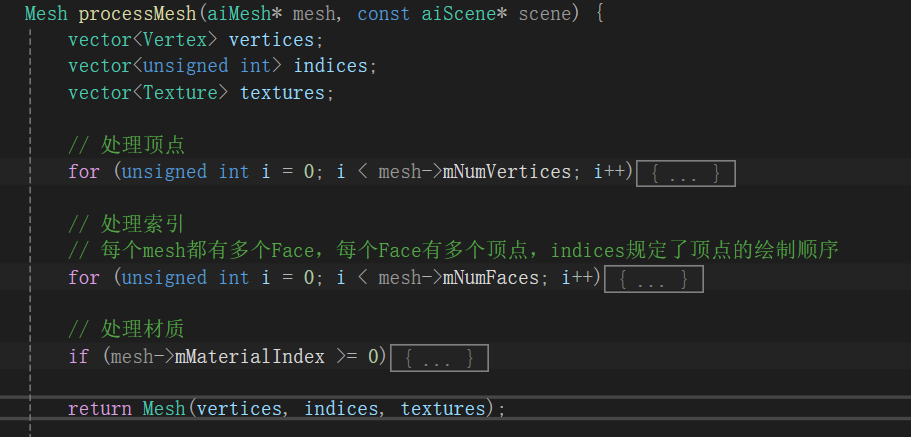 Mesh processMesh(aiMesh* mesh, const aiScene* scene) {
vector<Vertex> vertices;
vector<unsigned int> indices;
vector<Texture> textures;
// 处理顶点
for (unsigned int i = 0; i < mesh->mNumVertices; i++){ ... }
// 处理索引
// 每个mesh都有多个Face，每个Face有多个顶点，indices规定了顶点的绘制顺序
for (unsigned int i = 0; i < mesh->mNumFaces; i++){ ... }
// 处理材质
if (mesh->mMaterialIndex >= 0){ ... }
return Mesh(vertices, indices, textures);